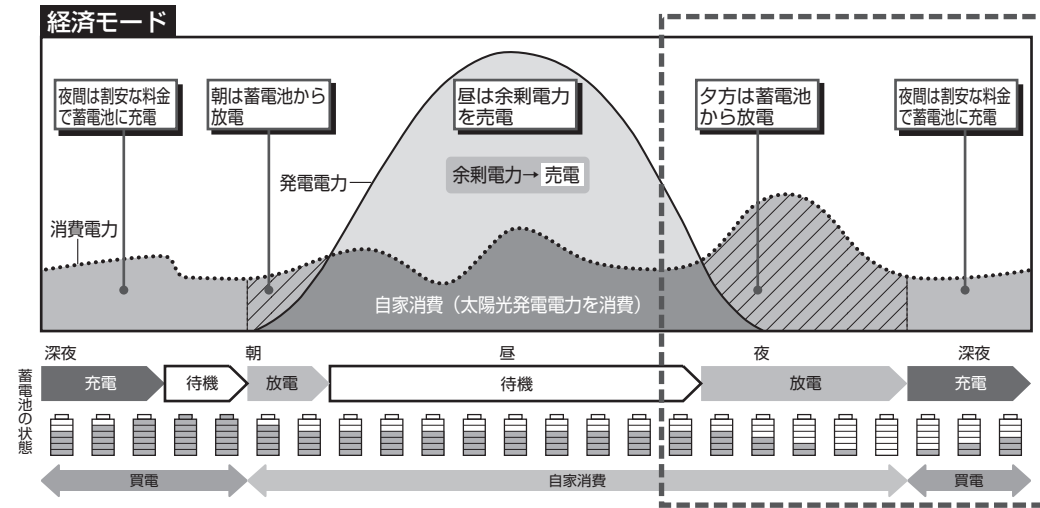 経済モード
夜間は割安な料金
で蓄電池に充電
朝は蓄電池から
放電
昼は余剰電力
を売電
夕方は蓄電池
から放電
夜間は割安な料金
で蓄電池に充電
発電電力
余剰電力→ 売電
消費電力
自家消費（太陽光発電電力を消費）
深夜
朝
昼
夜
深夜
蓄電池の状態
充電
待機
放電
待機
放電
充電
買電
自家消費
買電